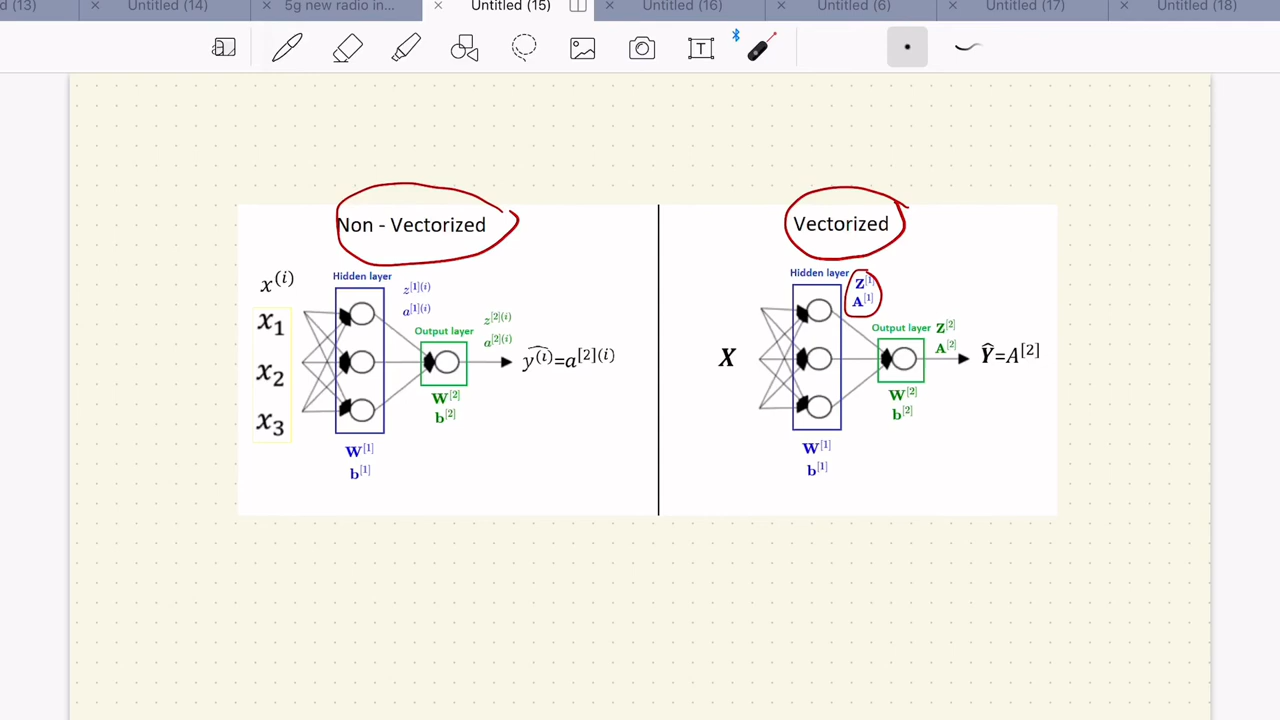 d (13)
Untitled (14)
5g new radio in...
Untitled (15)
Untitled (16)
Untitled (6)
Untitled (17)
Untitled (18)
a
T
Non - Vectorized
x^(i)
x₁
x₂
x₃
Hidden layer
z^[1](i)
a^[1](i)
W^[1]
b^[1]
Output layer
z^[2](i)
a^[2](i)
W^[2]
b^[2]
ŷ^(i)=a^[2](i)
Vectorized
X
Hidden layer
Z^[1]
A^[1]
W^[1]
b^[1]
Output layer
Z^[2]
A^[2]
W^[2]
b^[2]
Ŷ=A^[2]